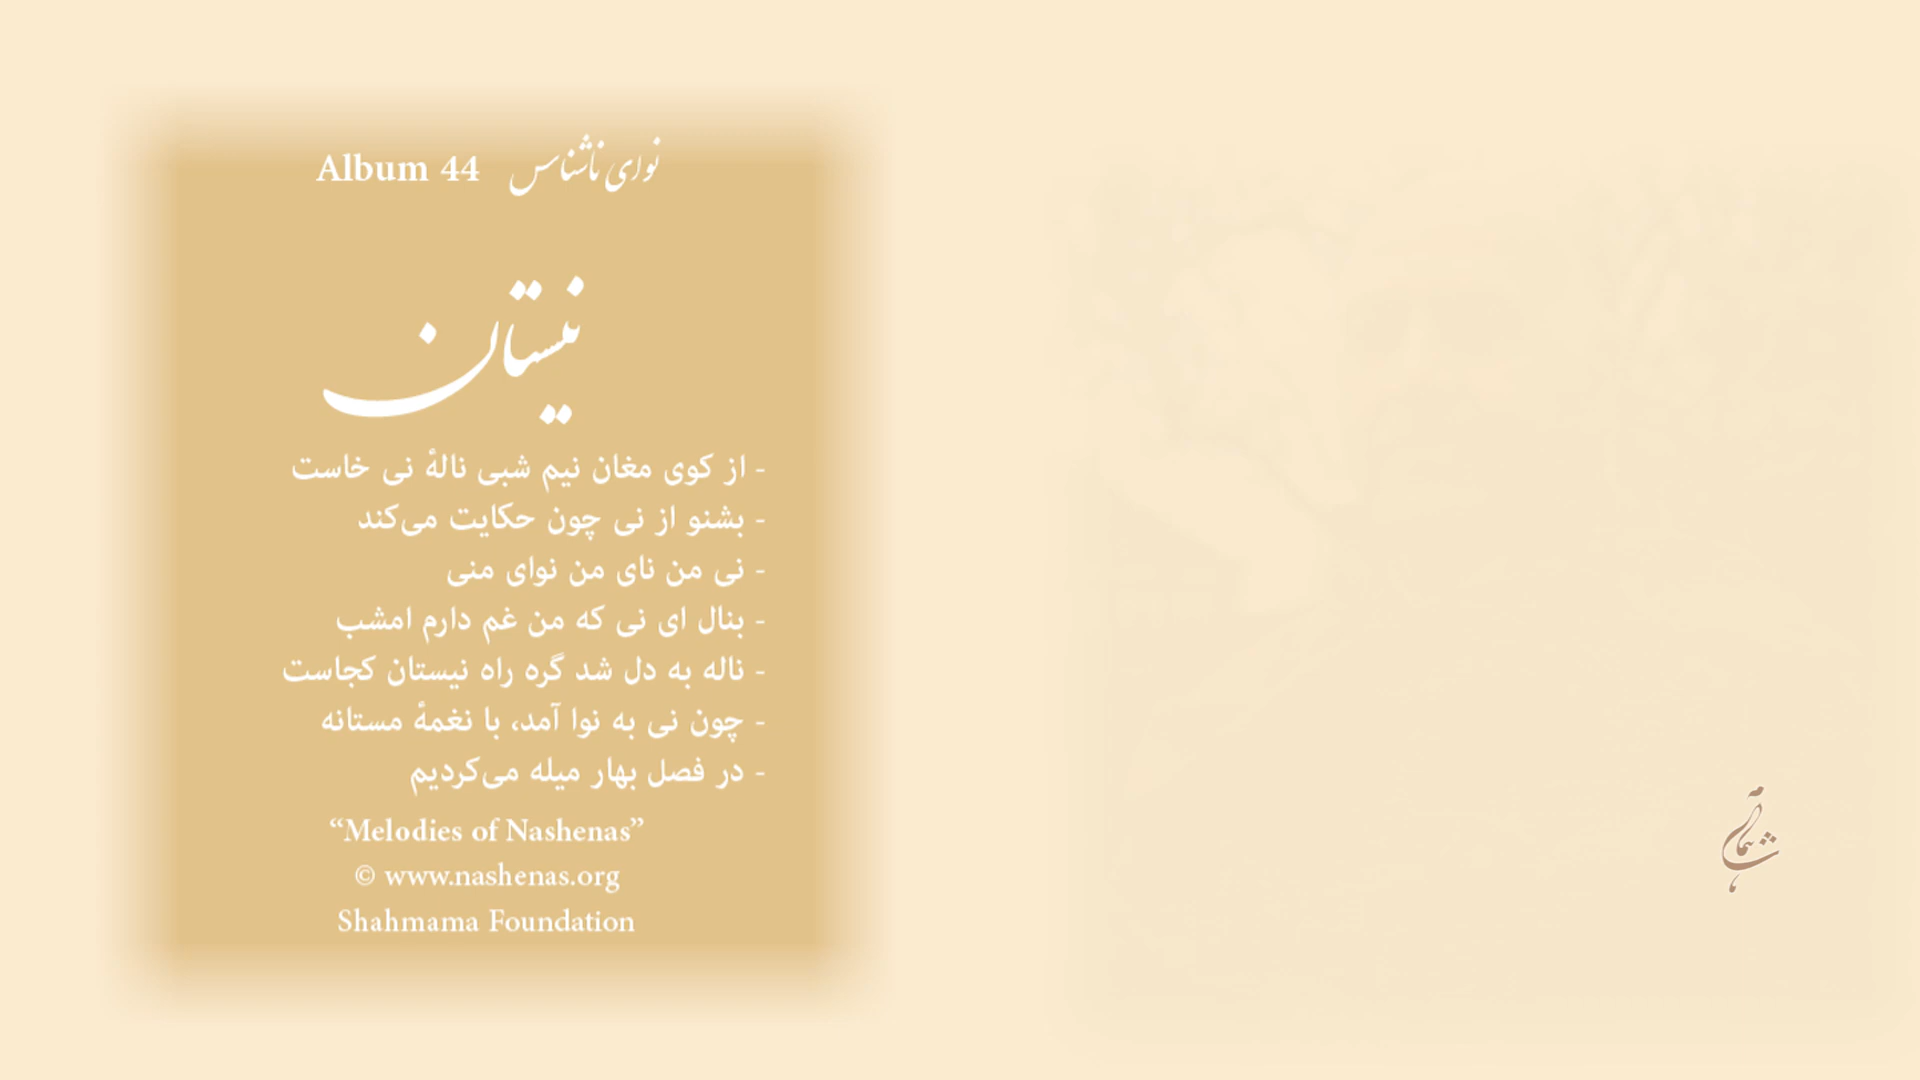 نوای ناشناس Album 44
نیستان
- از کوی مغان نیم شبی نالهٔ نی خاست
- بشنو از نی چون حکایت می‌کند
- نی من نای من نوای منی
- بنال ای نی که من غم دارم امشب
- ناله به دل شد گره راه نیستان کجاست
- چون نی به نوا آمد، با نغمهٔ مستانه
- در فصل بهار میله می‌کردیم
“Melodies of Nashenas”
© www.nashenas.org
Shahmama Foundation